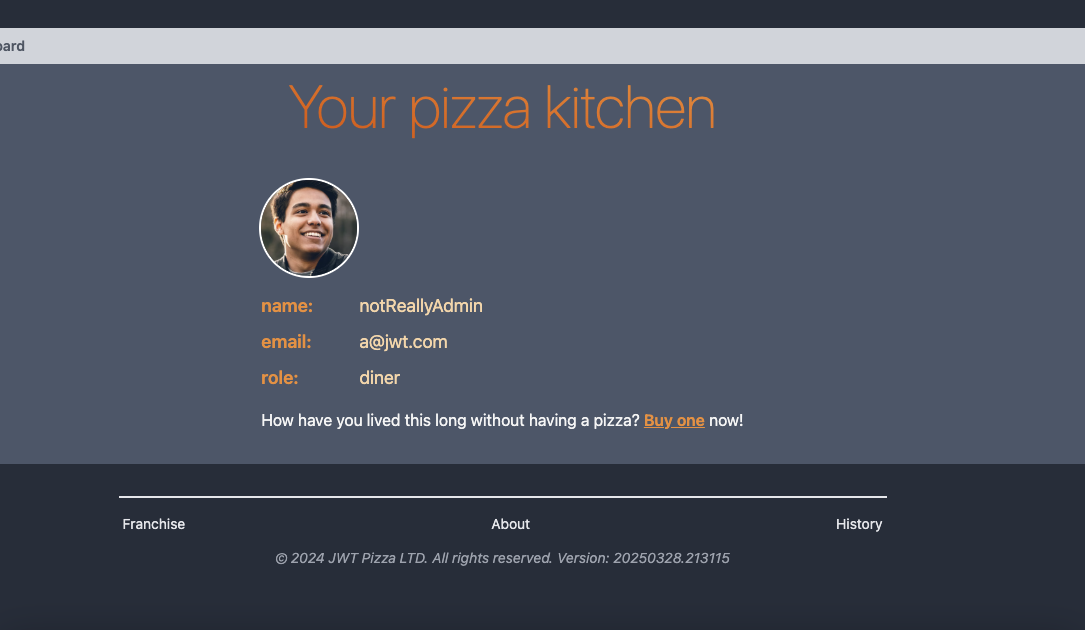 Your pizza kitchen
name: notReallyAdmin
email: a@jwt.com
role: diner
How have you lived this long without having a pizza? Buy one now!
Franchise About History
© 2024 JWT Pizza LTD. All rights reserved. Version: 20250328.213115